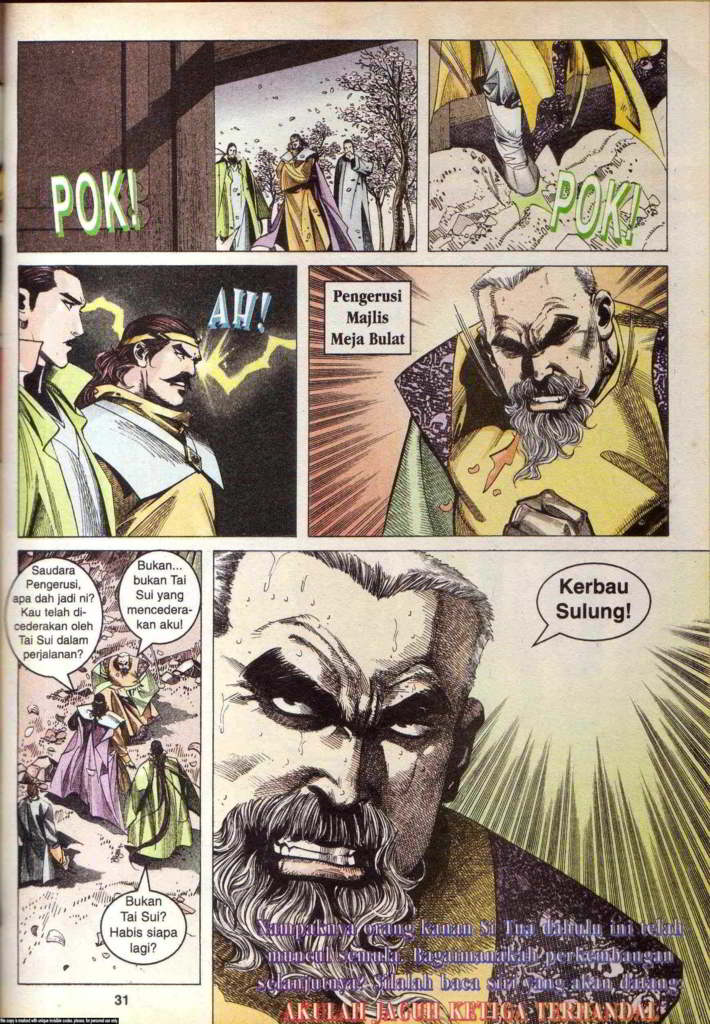 POK!
POK!
AH!
Pengerusi
Majlis
Meja Bulat
Saudara
Pengerusi,
apa dah jadi ni?
Kau telah di-
cederakan oleh
Tai Sui dalam
perjalanan?
Bukan...
bukan Tai
Sui yang
mencedera-
kan aku!
Bukan
Tai Sui?
Habis siapa
lagi?
Kerbau
Sulung!
Nampaknya orang kanan Si Tua dahulu ini telah
muncul semula. Bagaimanakah perkembangan
selanjutnya? Silalah baca siri yang akan datang:
AKULAH JAGUH KETIGA TERHANDAL
31